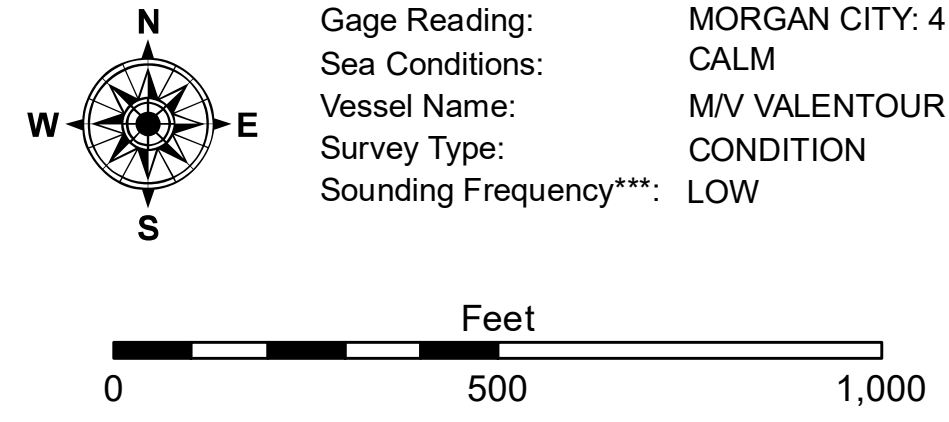 N
W E
S
Gage Reading: MORGAN CITY: 4
Sea Conditions: CALM
Vessel Name: M/V VALENTOUR
Survey Type: CONDITION
Sounding Frequency***: LOW
Feet
0 500 1,000